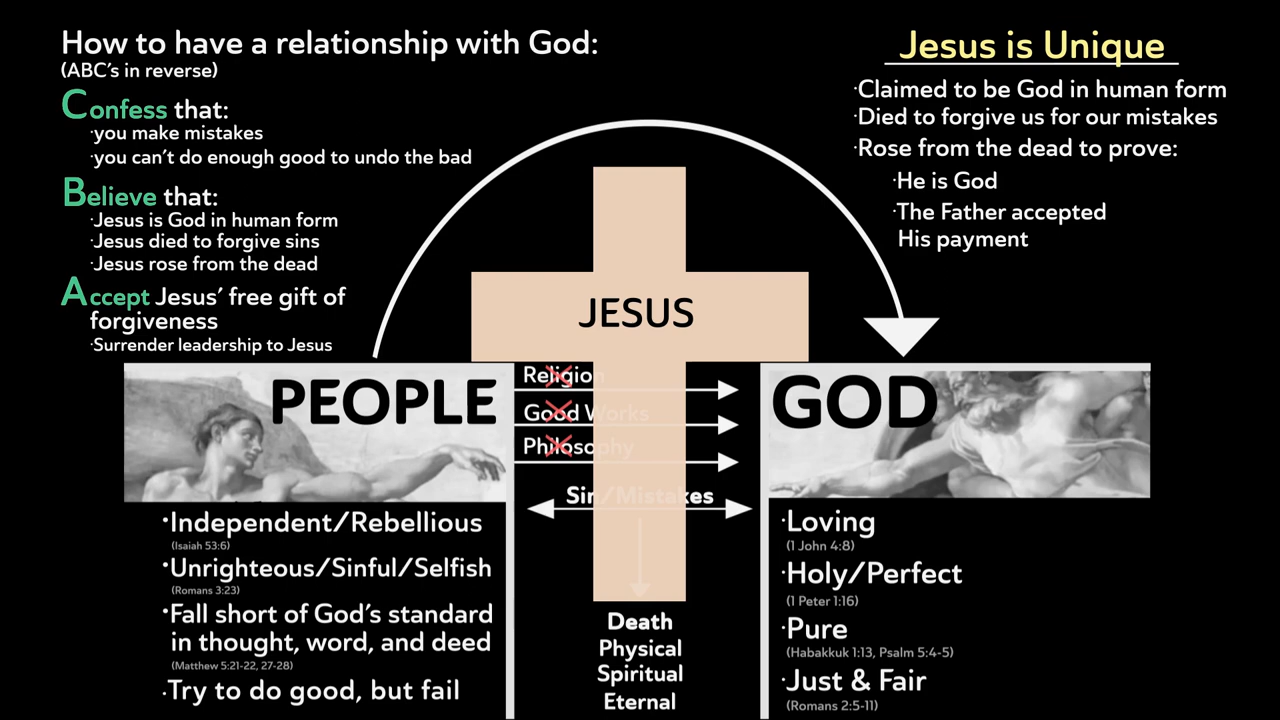 How to have a relationship with God:
(ABC's in reverse)
Confess that:
·you make mistakes
·you can't do enough good to undo the bad
Believe that:
·Jesus is God in human form
·Jesus died to forgive sins
·Jesus rose from the dead
Accept Jesus' free gift of
forgiveness
·Surrender leadership to Jesus
Jesus is Unique
·Claimed to be God in human form
·Died to forgive us for our mistakes
·Rose from the dead to prove:
·He is God
·The Father accepted
His payment
JESUS
PEOPLE
Religion
Good Works
Philosophy
Sin/Mistakes
Death
Physical
Spiritual
Eternal
GOD
·Independent/Rebellious
(Isaiah 53:6)
·Unrighteous/Sinful/Selfish
(Romans 3:23)
·Fall short of God's standard
in thought, word, and deed
(Matthew 5:21-22, 27-28)
·Try to do good, but fail
·Loving
(1 John 4:8)
·Holy/Perfect
(1 Peter 1:16)
·Pure
(Habakkuk 1:13, Psalm 5:4-5)
·Just & Fair
(Romans 2:5-11)